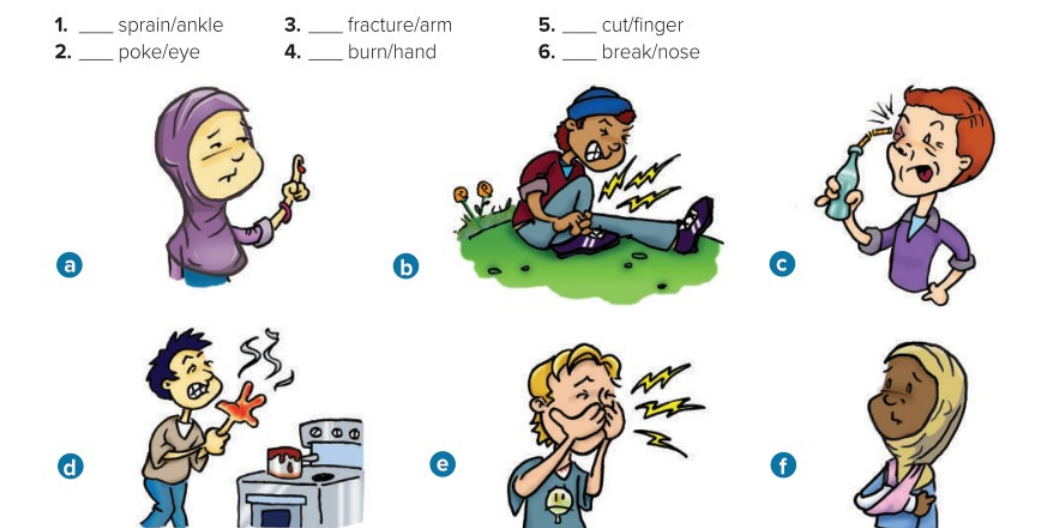 1. ___ sprain/ankle 3. ___ fracture/arm 5. ___ cut/finger
2. ___ poke/eye 4. ___ burn/hand 6. ___ break/nose
a b c
d e f